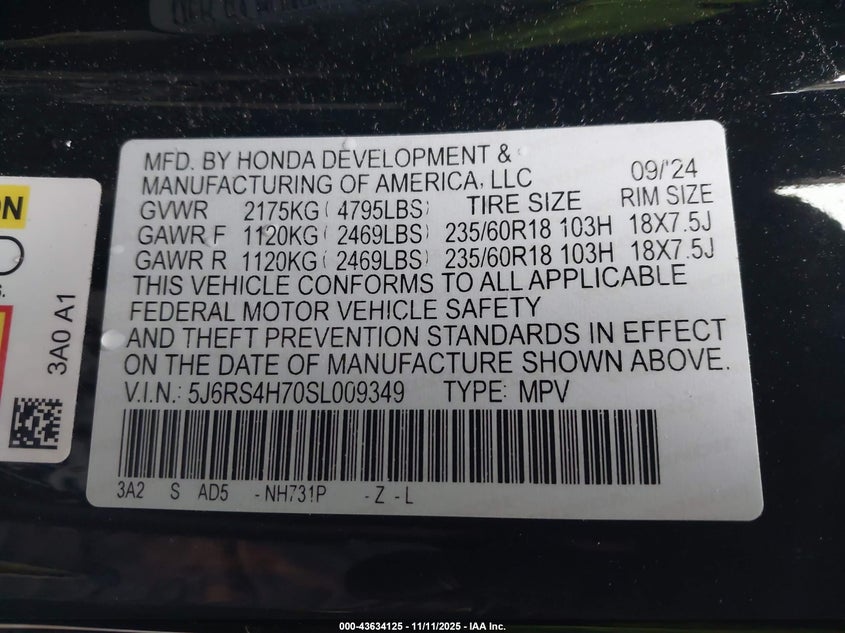 MFD. BY HONDA DEVELOPMENT &
MANUFACTURING OF AMERICA, LLC 09/'24
GVWR 2175KG ( 4795LBS) TIRE SIZE RIM SIZE
GAWR F 1120KG ( 2469LBS) 235/60R18 103H 18X7.5J
GAWR R 1120KG ( 2469LBS) 235/60R18 103H 18X7.5J
THIS VEHICLE CONFORMS TO ALL APPLICABLE
FEDERAL MOTOR VEHICLE SAFETY
AND THEFT PREVENTION STANDARDS IN EFFECT
ON THE DATE OF MANUFACTURE SHOWN ABOVE.
V.I.N.: 5J6RS4H70SL009349 TYPE: MPV
3A2 S AD5 -NH731P -Z -L
3A0 A1
000-43634125 - 11/11/2025 - IAA Inc.